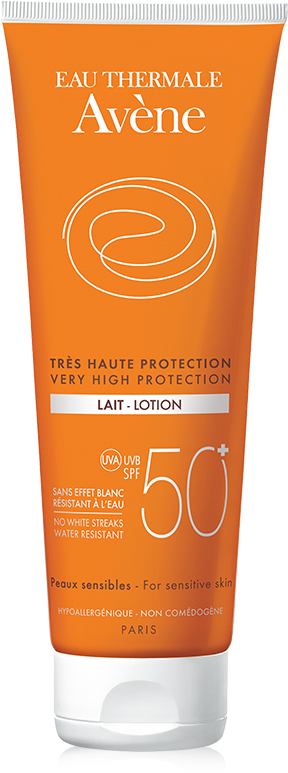 EAU THERMALE
Avène
TRÈS HAUTE PROTECTION
VERY HIGH PROTECTION
LAIT - LOTION
UVA UVB
SPF
50+
SANS EFFET BLANC
RÉSISTANT À L'EAU
NO WHITE STREAKS
WATER RESISTANT
Peaux sensibles - For sensitive skin
HYPOALLERGÉNIQUE - NON COMÉDOGÈNE
PARIS